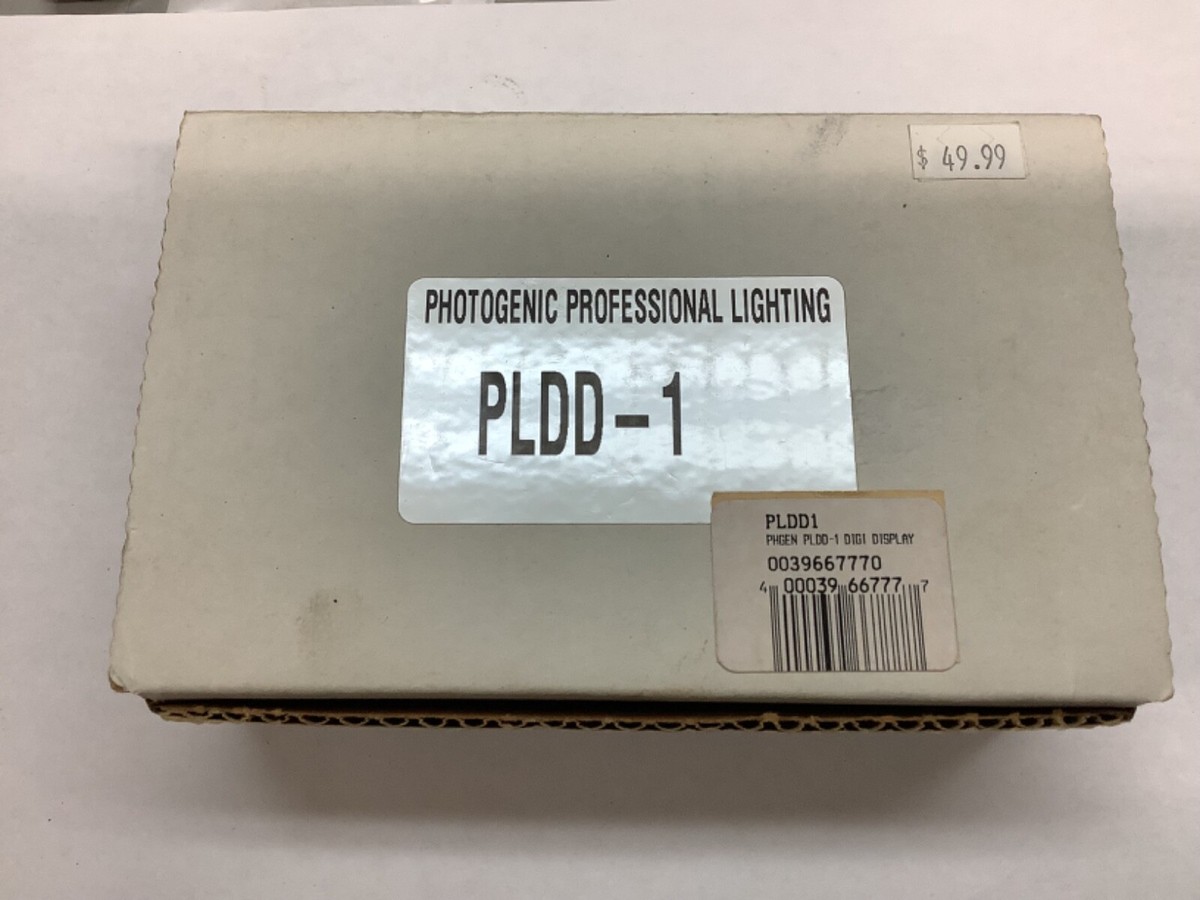 $ 49.99
PHOTOGENIC PROFESSIONAL LIGHTING
PLDD-1
PLDD1
PHGEN PLDD-1 DIGI DISPLAY
0039667770
4 00039 66777 7